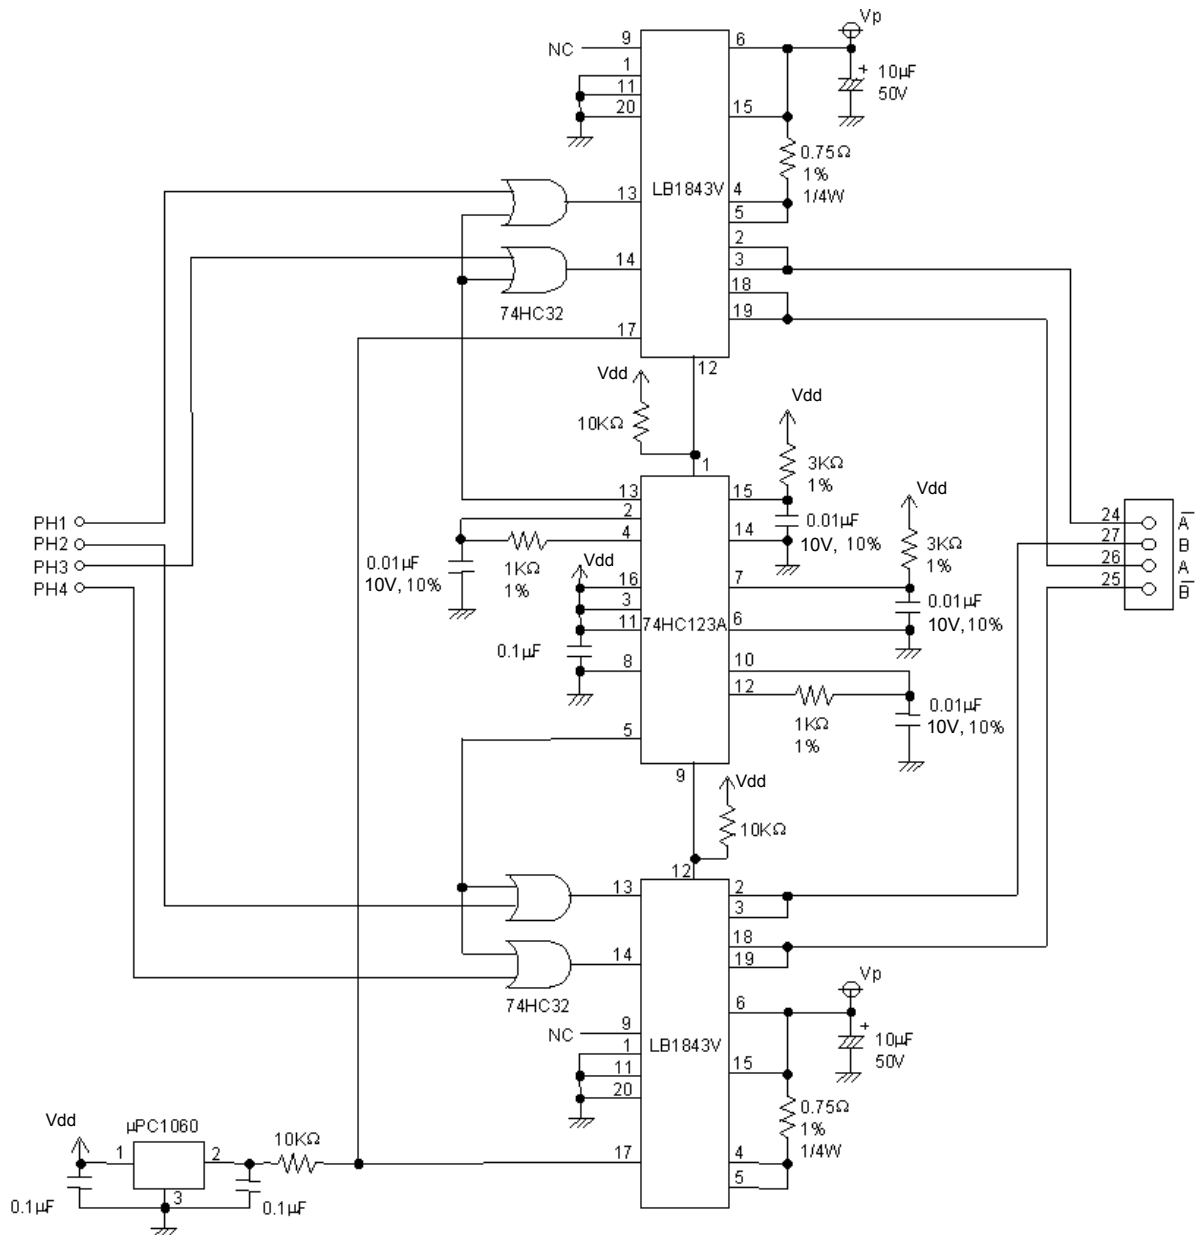 Vp
NC
9
1
11
20
6
+
10µF
50V
15
0.75Ω
1%
1/4W
LB1843V
13
4
5
2
3
14
18
74HC32
19
17
12
Vdd
10KΩ
Vdd
3KΩ
1%
1
13
15
2
0.01µF
10V, 10%
14
4
Vdd
3KΩ
1%
0.01µF
10V, 10%
1KΩ
1%
Vdd
16
7
3
0.01µF
10V, 10%
11
74HC123A
6
0.1µF
8
10
12
0.01µF
10V, 10%
1KΩ
1%
5
9
Vdd
10KΩ
PH1
PH2
PH3
PH4
24 A̅
27 B
26 A
25 B̅
12
13
2
3
14
18
19
74HC32
Vp
NC
9
1
11
20
6
+
10µF
50V
LB1843V
15
0.75Ω
1%
1/4W
17
4
5
Vdd
µPC1060
1
2
3
10KΩ
0.1µF
0.1µF